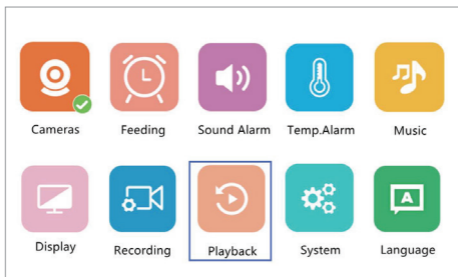 Cameras Feeding Sound Alarm Temp.Alarm Music
A
Display Recording Playback System Language